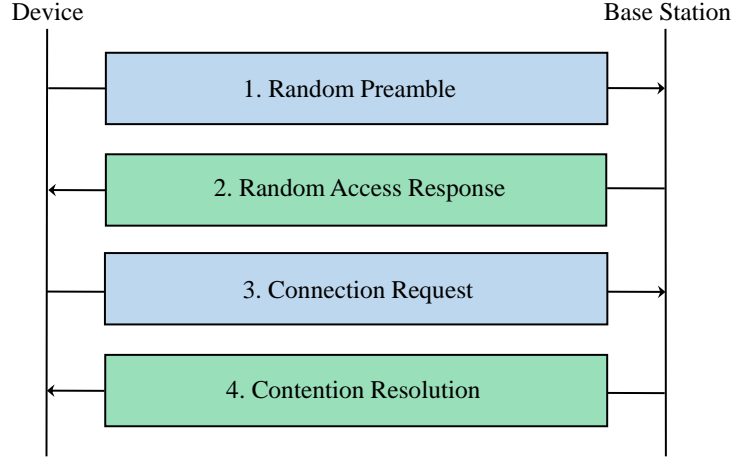 Device
Base Station
1. Random Preamble
2. Random Access Response
3. Connection Request
4. Contention Resolution